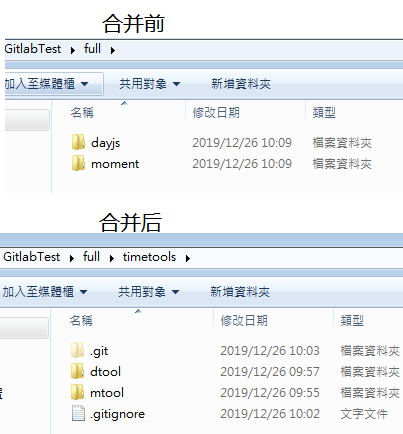 合并前
GitlabTest ▸ full ▸
加入至媒體櫃 ▼ 共用對象 ▼ 新增資料夾
名稱 修改日期 類型
dayjs 2019/12/26 10:09 檔案資料夾
moment 2019/12/26 10:09 檔案資料夾
合并后
GitlabTest ▸ full ▸ timetools ▸
加入至媒體櫃 ▼ 共用對象 ▼ 新增資料夾
名稱 修改日期 類型
.git 2019/12/26 10:03 檔案資料夾
dtool 2019/12/26 09:57 檔案資料夾
mtool 2019/12/26 09:55 檔案資料夾
.gitignore 2019/12/26 10:02 文字文件